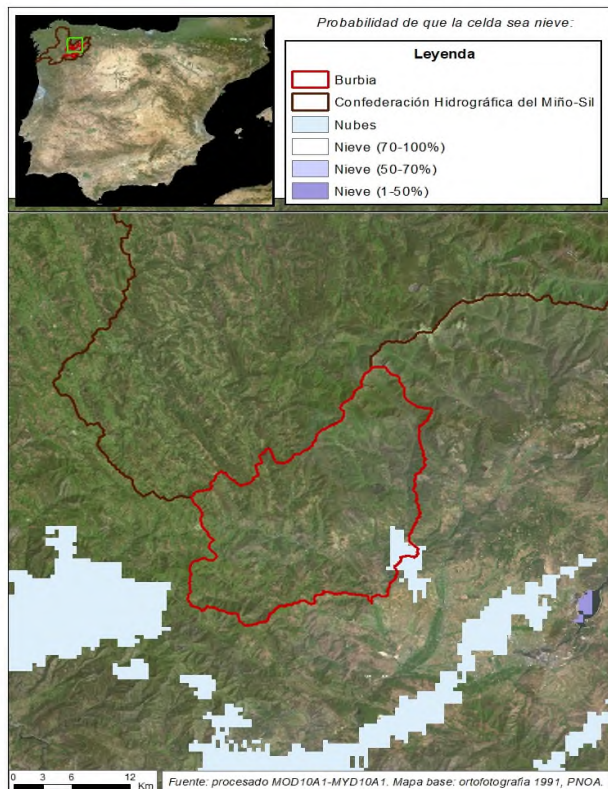 Probabilidad de que la celda sea nieve:
Leyenda
Burbia
Confederación Hidrográfica del Miño-Sil
Nubes
Nieve (70-100%)
Nieve (50-70%)
Nieve (1-50%)
0 3 6 12
Km
Fuente: procesado MOD10A1-MYD10A1. Mapa base: ortofotografía 1991, PNOA.